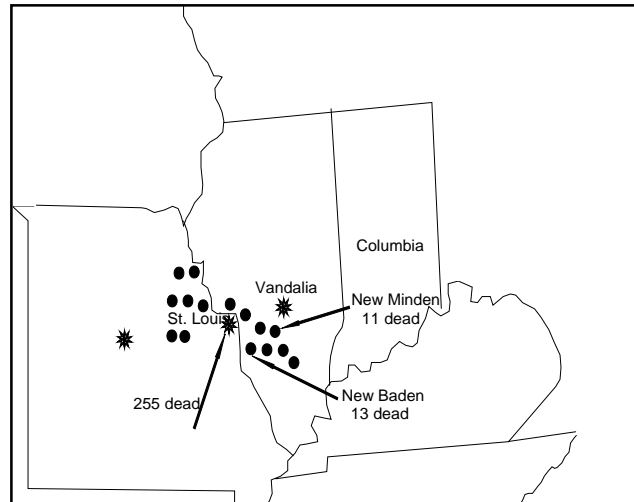 Columbia
Vandalia
New Minden
11 dead
St. Louis
255 dead
New Baden
13 dead